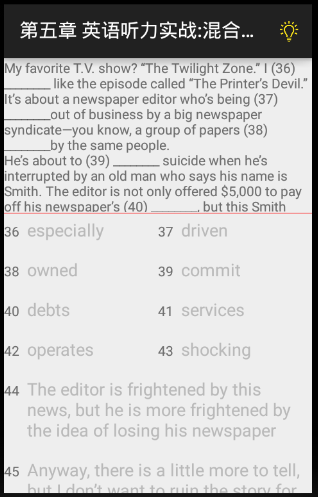 第五章 英语听力实战:混合...
My favorite T.V. show? “The Twilight Zone.” I (36)
_______ like the episode called “The Printer’s Devil.”
It’s about a newspaper editor who’s being (37)
_______out of business by a big newspaper
syndicate—you know, a group of papers (38)
_______by the same people.
He’s about to (39) _______ suicide when he’s
interrupted by an old man who says his name is
Smith. The editor is not only offered $5,000 to pay
off his newspaper’s (40) _______, but this Smith
36 especially 37 driven
38 owned 39 commit
40 debts 41 services
42 operates 43 shocking
44 The editor is frightened by this
news, but he is more frightened by
the idea of losing his newspaper
45 Anyway, there is a little more to tell,
but I don’t want to ruin the story for